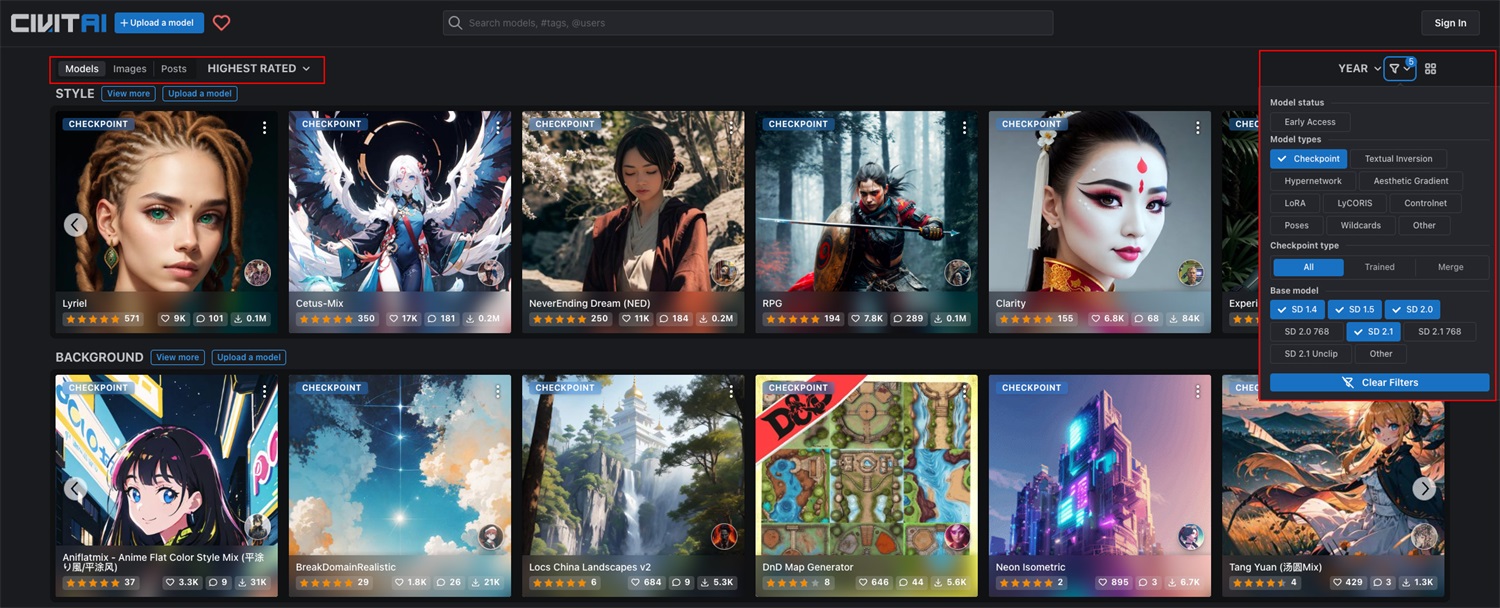 CIVITAI
+ Upload a model
Search models, #tags, @users
Sign In
Models
Images
Posts
HIGHEST RATED
YEAR
5
STYLE
View more
Upload a model
CHECKPOINT
Lyriel
571
9K
101
0.1M
CHECKPOINT
Cetus-Mix
350
17K
181
0.2M
CHECKPOINT
NeverEnding Dream (NED)
250
11K
184
0.2M
CHECKPOINT
RPG
194
7.8K
289
0.1M
CHECKPOINT
Clarity
155
6.8K
68
84K
Model status
Early Access
Model types
Checkpoint
Textual Inversion
Hypernetwork
Aesthetic Gradient
LoRA
LyCORIS
Controlnet
Poses
Wildcards
Other
Checkpoint type
All
Trained
Merge
Base model
SD 1.4
SD 1.5
SD 2.0
SD 2.0 768
SD 2.1
SD 2.1 768
SD 2.1 Unclip
Other
Clear Filters
BACKGROUND
View more
Upload a model
CHECKPOINT
Aniflatmix - Anime Flat Color Style Mix (平涂
り風/平涂风)
37
3.3K
9
31K
CHECKPOINT
BreakDomainRealistic
29
1.8K
26
21K
CHECKPOINT
Locs China Landscapes v2
6
684
9
5.3K
CHECKPOINT
D&D
DnD Map Generator
8
646
44
5.6K
CHECKPOINT
Neon Isometric
2
895
3
6.7K
Tang Yuan (汤圆Mix)
4
429
3
1.3K